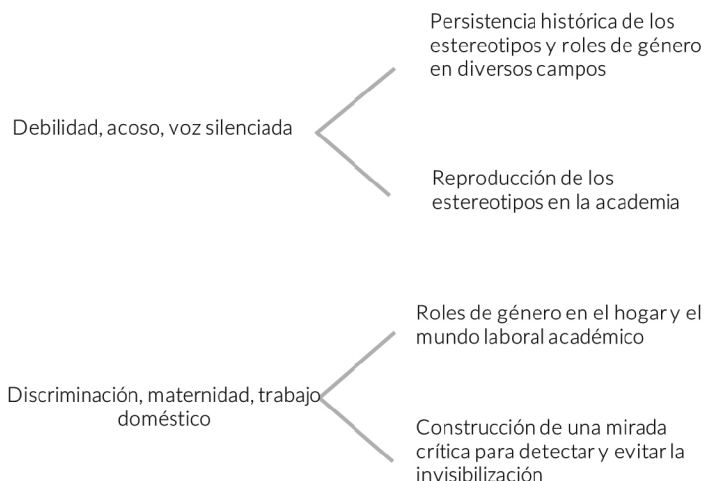 Persistencia histórica de los
estereotipos y roles de género
en diversos campos
Debilidad, acoso, voz silenciada
Reproducción de los
estereotipos en la academia
Roles de género en el hogar y el
mundo laboral académico
Discriminación, maternidad, trabajo
doméstico
Construcción de una mirada
crítica para detectar y evitar la
invisibilización